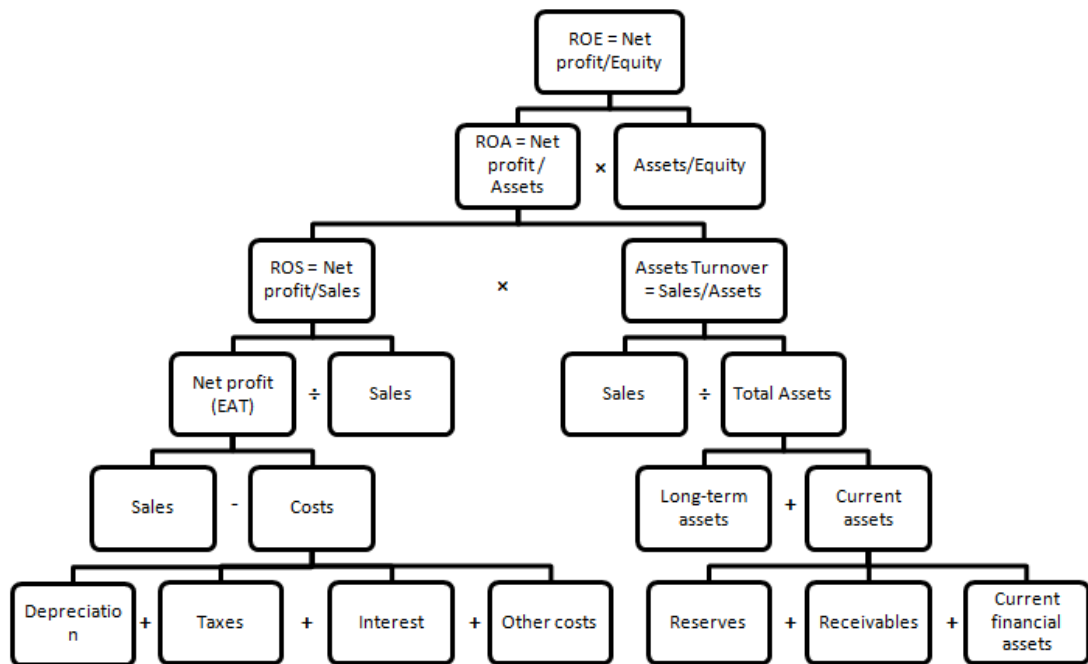 ROE = Net
profit/Equity
ROA = Net
profit /
Assets
×
Assets/Equity
ROS = Net
profit/Sales
×
Assets Turnover
= Sales/Assets
Net profit
(EAT)
÷
Sales
Sales
÷
Total Assets
Sales
-
Costs
Long-term
assets
+
Current
assets
Depreciatio
n
+
Taxes
+
Interest
+
Other costs
Reserves
+
Receivables
+
Current
financial
assets